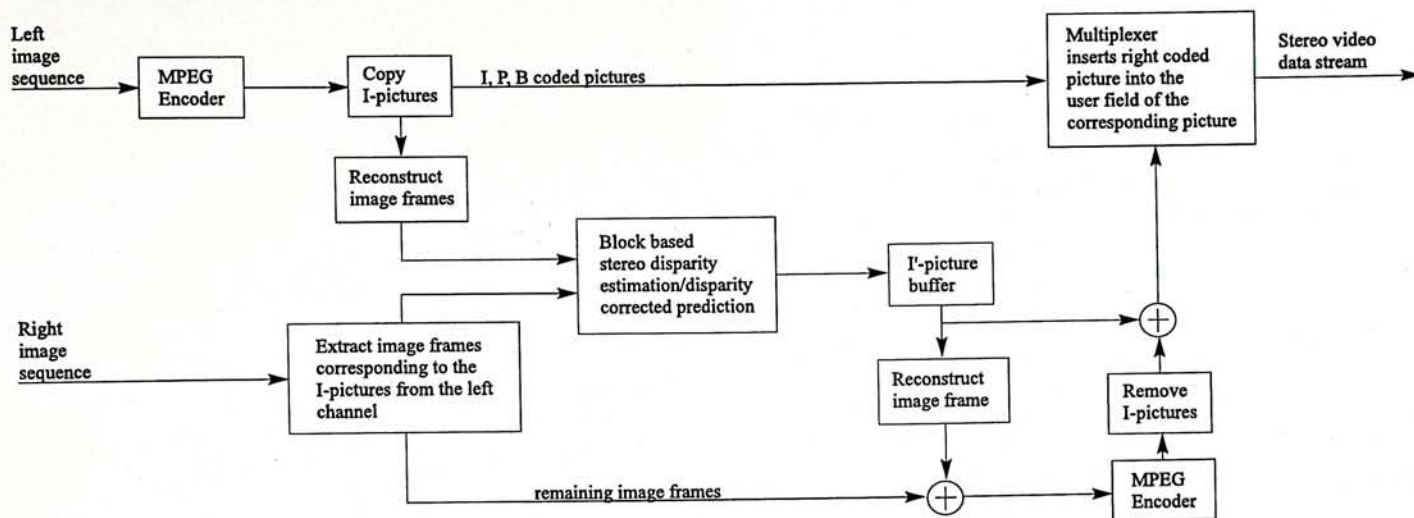 Left
image
sequence
MPEG
Encoder
Copy
I-pictures
I, P, B coded pictures
Multiplexer
inserts right coded
picture into the
user field of the
corresponding picture
Stereo video
data stream
Reconstruct
image frames
Block based
stereo disparity
estimation/disparity
corrected prediction
I'-picture
buffer
Right
image
sequence
Extract image frames
corresponding to the
I-pictures from the left
channel
Reconstruct
image frame
Remove
I-pictures
remaining image frames
MPEG
Encoder